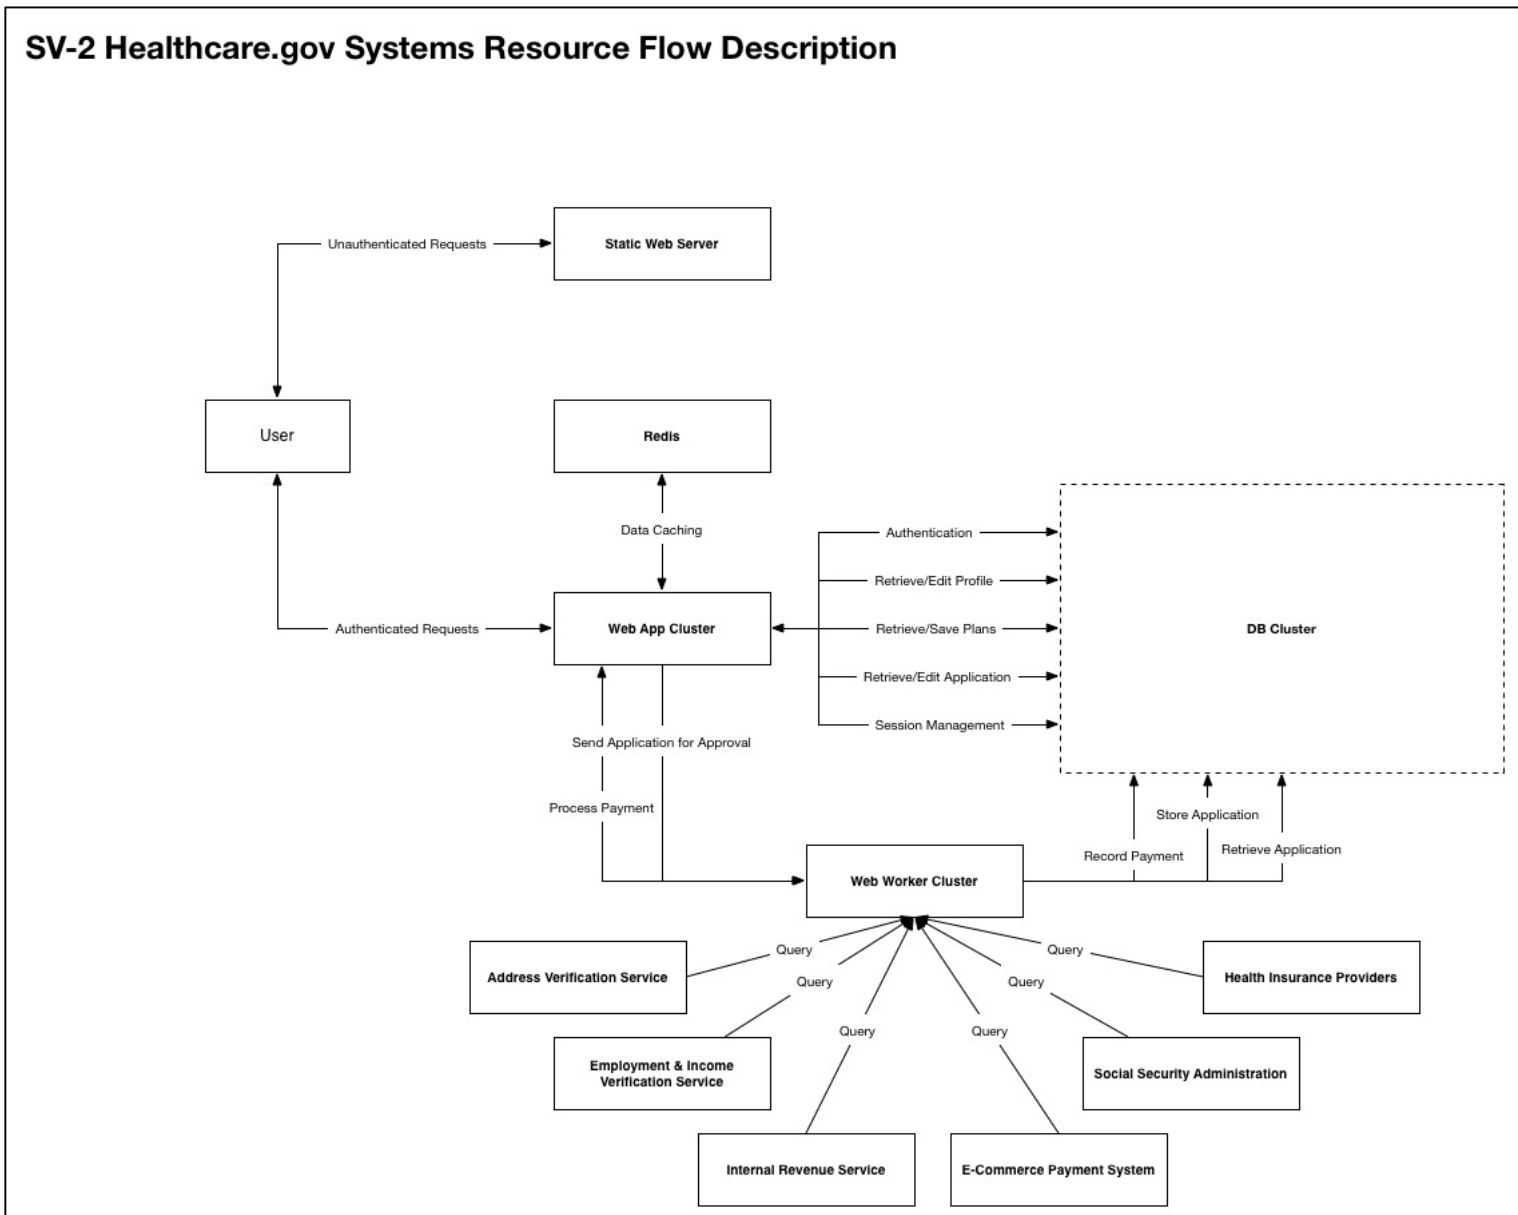 SV-2 Healthcare.gov Systems Resource Flow Description
Unauthenticated Requests
Static Web Server
User
Redis
Data Caching
Authentication
Retrieve/Edit Profile
Authenticated Requests
Web App Cluster
Retrieve/Save Plans
DB Cluster
Retrieve/Edit Application
Session Management
Send Application for Approval
Process Payment
Store Application
Record Payment
Retrieve Application
Web Worker Cluster
Query
Query
Address Verification Service
Health Insurance Providers
Query
Query
Query
Query
Employment & Income
Verification Service
Social Security Administration
Internal Revenue Service
E-Commerce Payment System